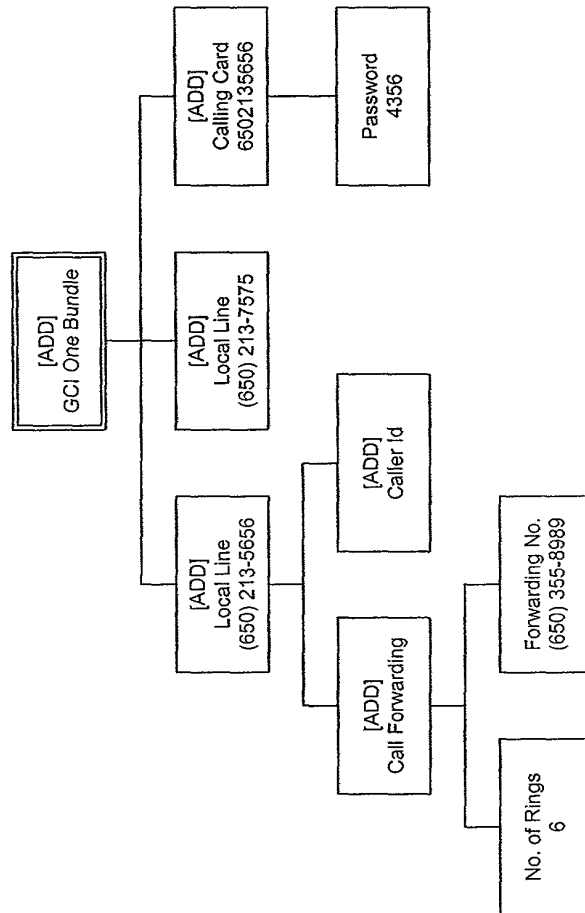 [ADD]
GCI One Bundle
[ADD]
Local Line
(650) 213-5656
[ADD]
Local Line
(650) 213-7575
[ADD]
Calling Card
6502135656
[ADD]
Call Forwarding
[ADD]
Caller Id
Password
4356
No. of Rings
6
Forwarding No.
(650) 355-8989